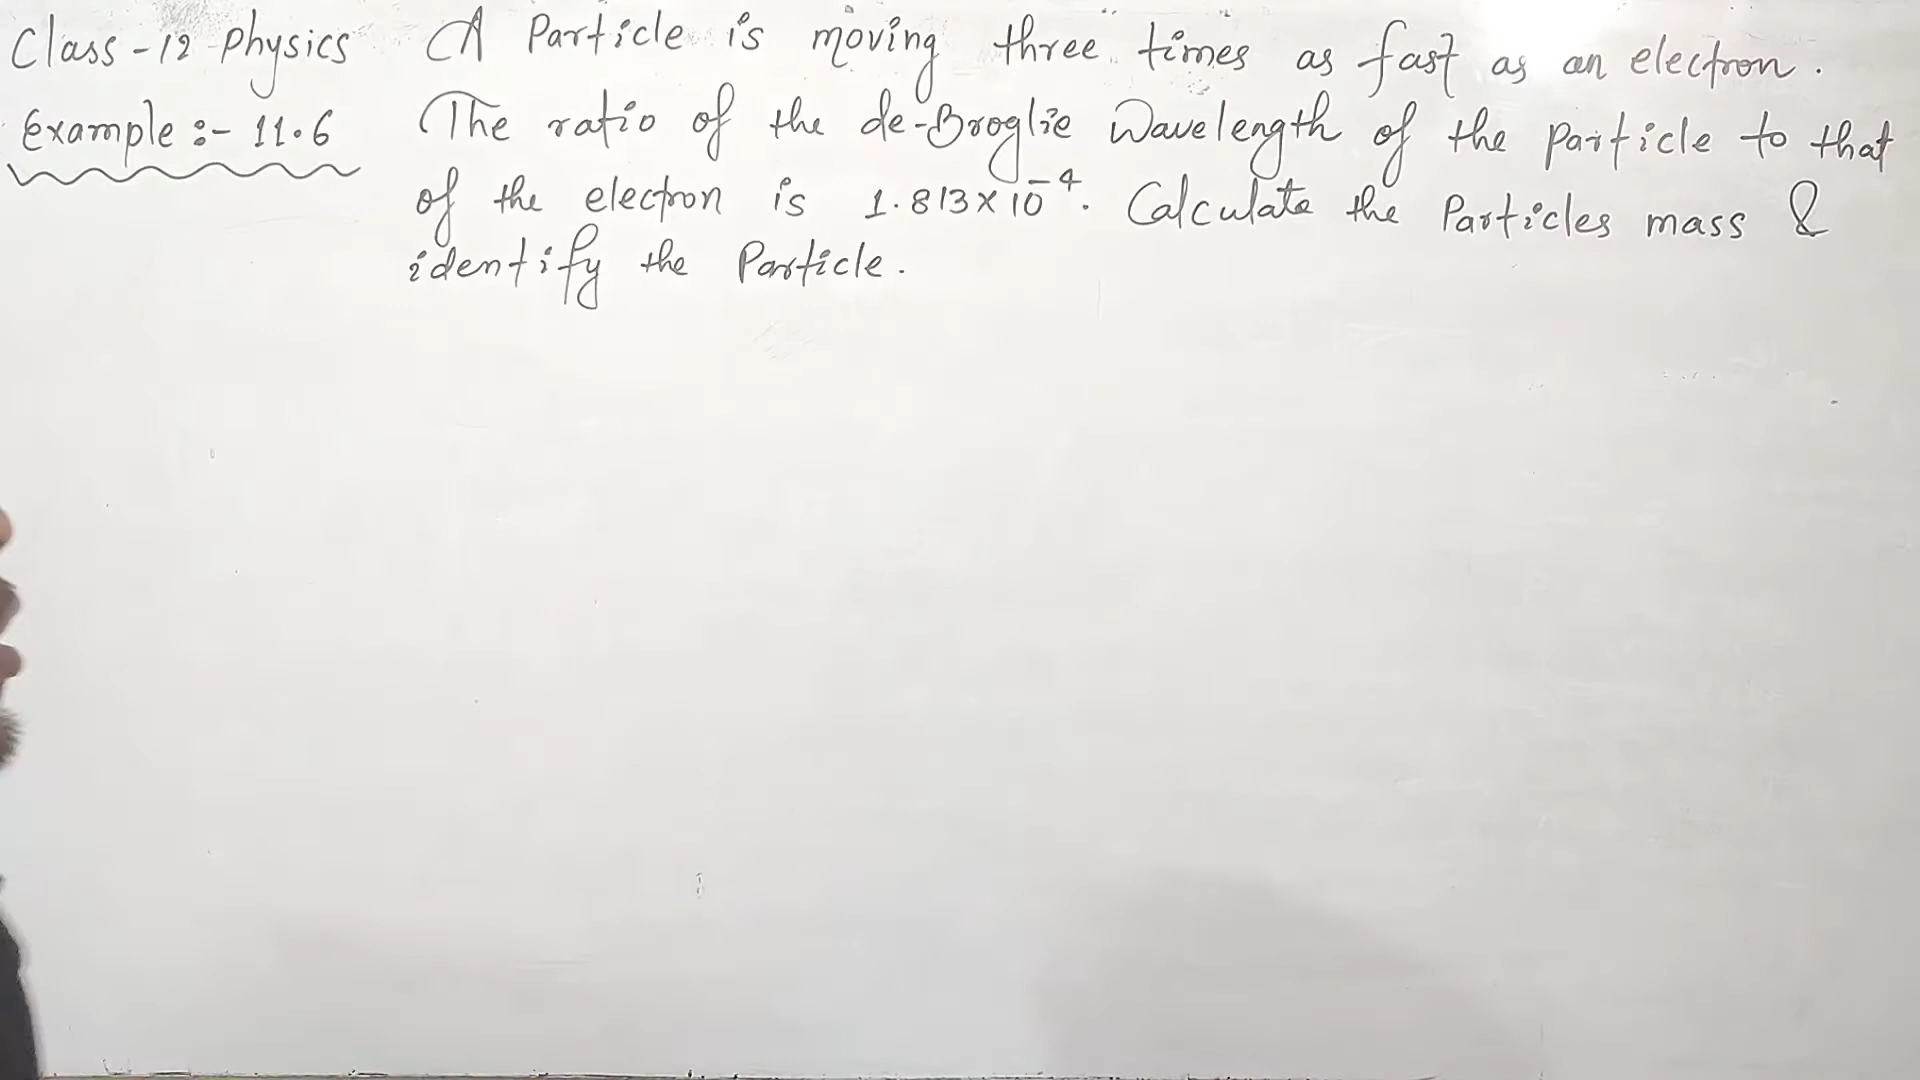 Class-12 Physics
Example :- 11.6
A Particle is moving three times as fast as an electron.
The ratio of the de-Broglie Wavelength of the particle to that
of the electron is 1.813×10⁻⁴. Calculate the Particles mass &
identify the Particle.